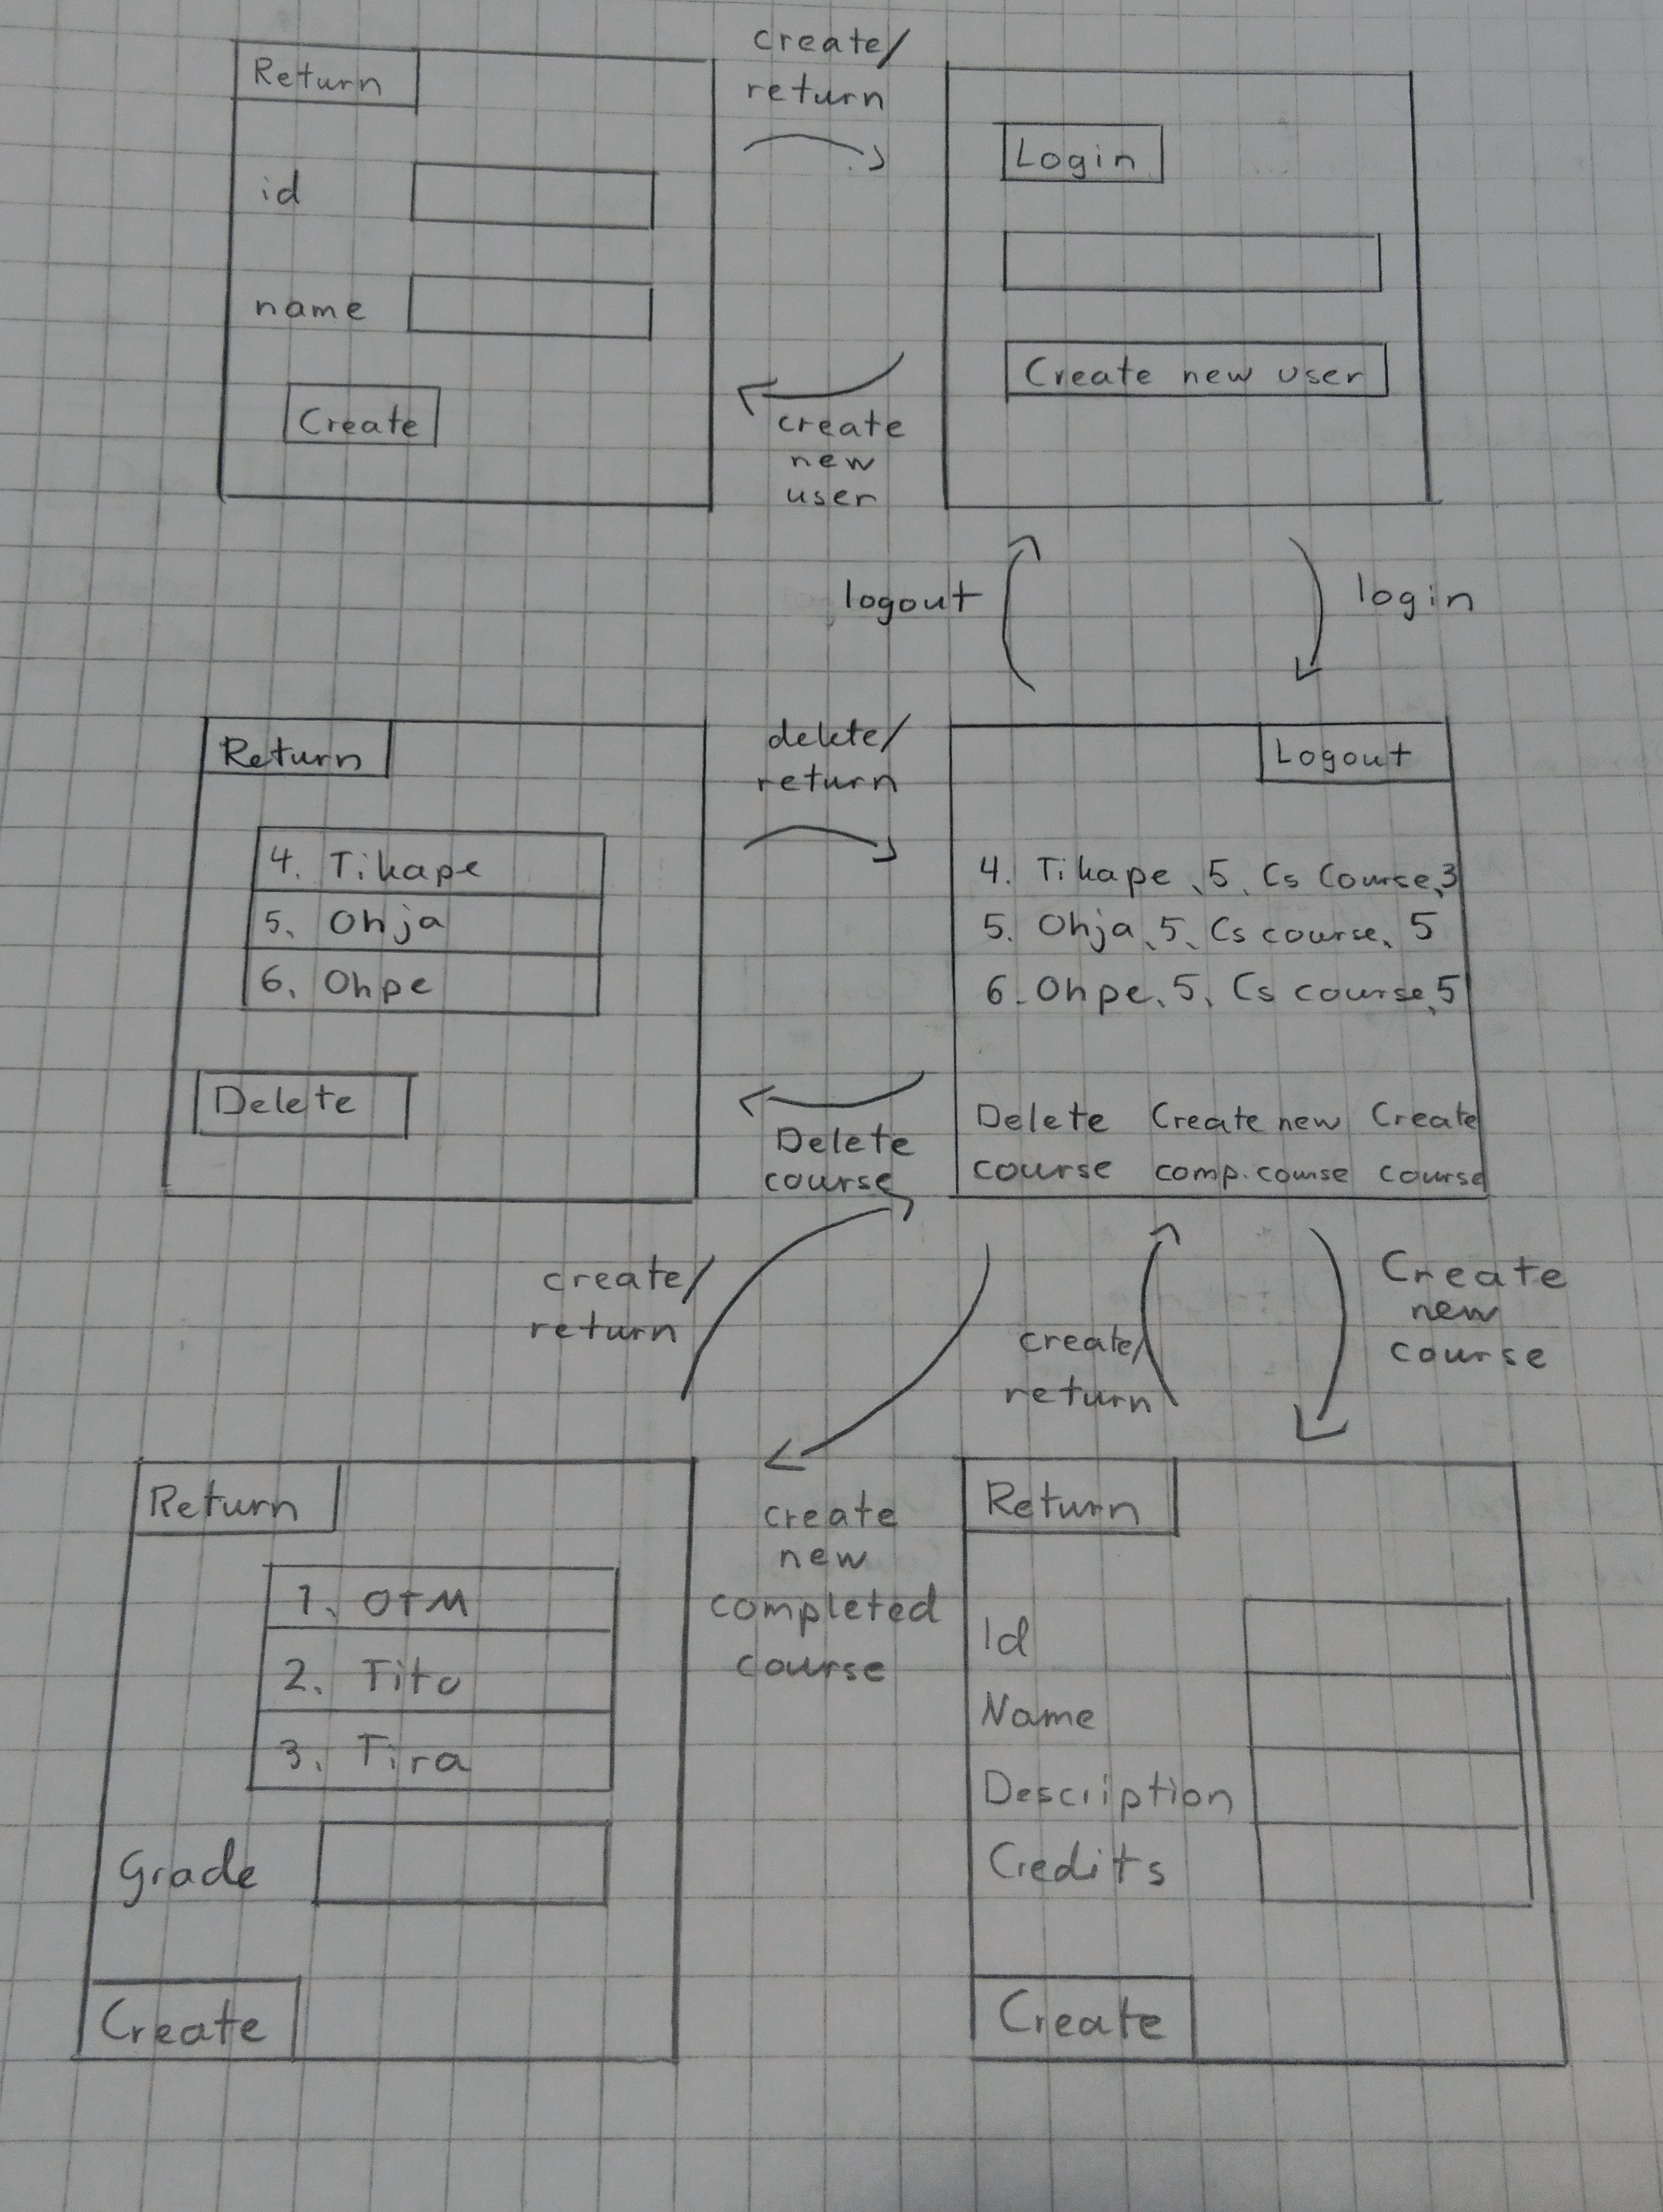 Return
id
name
Create
create/
return
create
new
user
Login
Create new user
logout
login
Return
4. Tikape
5. Ohja
6. Ohpe
Delete
delete/
return
Delete
course
Logout
4. Tikape, 5, Cs Course, 3
5. Ohja, 5, Cs course, 5
6. Ohpe, 5, Cs course, 5
Delete Create new Create
course comp. course course
create/
return
create/
return
Create
new
course
Return
1. OTM
2. Tito
3. Tira
Grade
Create
create
new
completed
course
Return
Id
Name
Description
Credits
Create